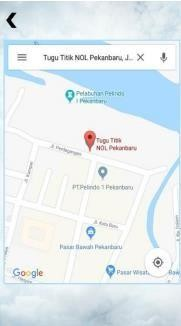 Tugu Titik NOL Pekanbaru, J..
Pelabuhan Pelindo
1 Pekanbaru
Tugu Titik
NOL Pekanbaru
Jl. Perdagangan
PT.Pelindo 1 Pekanbaru
Jl. Kota Baru
Pasar Bawah Pekanbaru
Google
Pasar Wisata